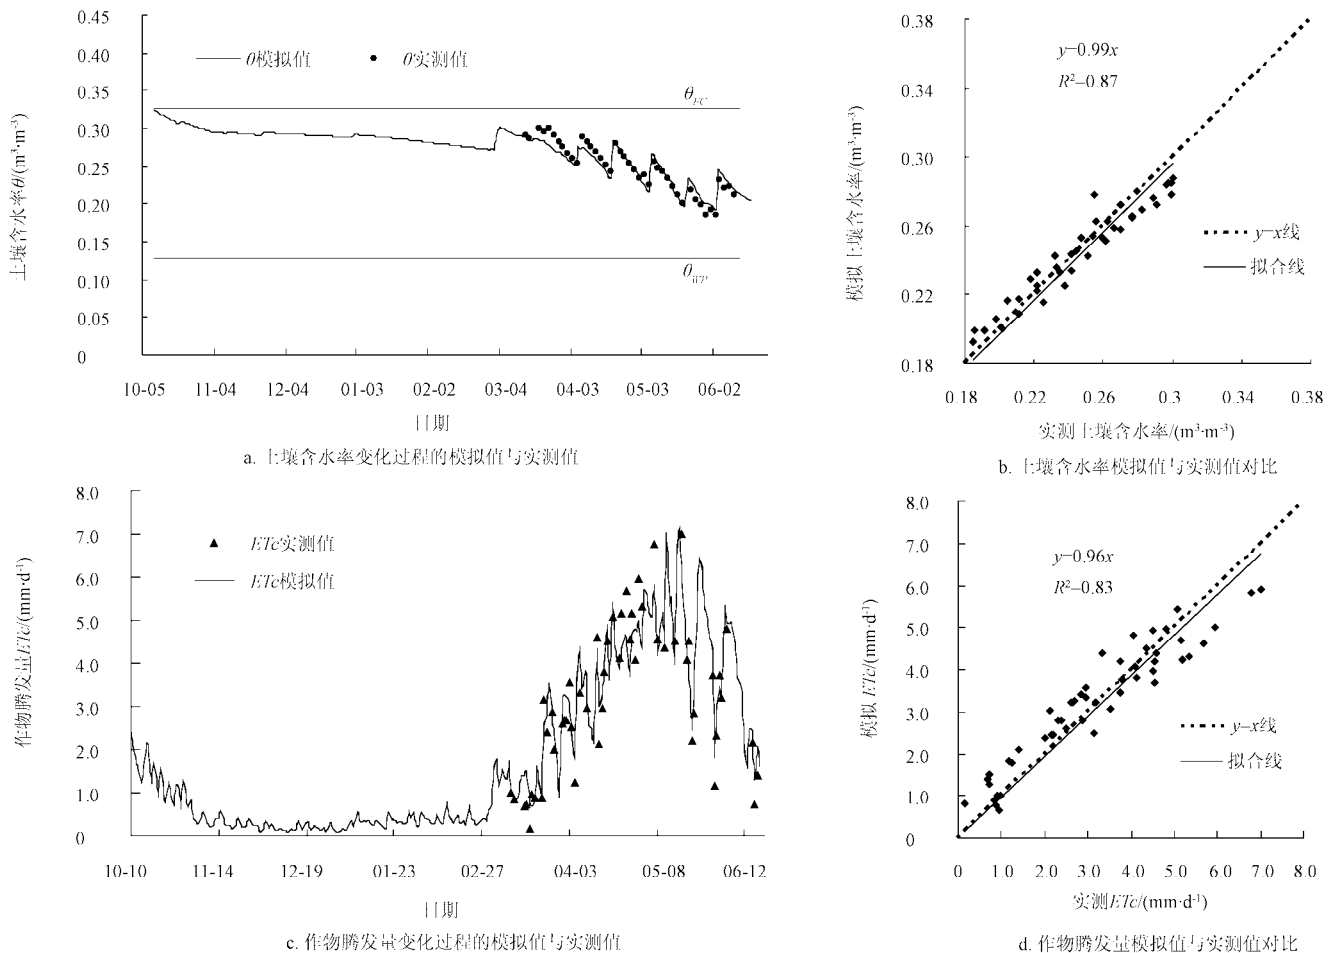 0.45
0.40
0.35
0.30
0.25
0.20
0.15
0.10
0.05
0
土壤含水率θ/(m³·m⁻³)
θ模拟值
θ实测值
θFC
θWP
10-05 11-04 12-04 01-03 02-02 03-04 04-03 05-03 06-02
日期
a. 土壤含水率变化过程的模拟值与实测值
0.38
0.34
0.30
0.26
0.22
0.18
模拟土壤含水率/(m³·m⁻³)
y=0.99x
R²=0.87
y=x线
拟合线
0.18 0.22 0.26 0.3 0.34 0.38
实测土壤含水率/(m³·m⁻³)
b. 土壤含水率模拟值与实测值对比
8.0
7.0
6.0
5.0
4.0
3.0
2.0
1.0
0
作物腾发量ETc/(mm·d⁻¹)
ETc实测值
ETc模拟值
10-10 11-14 12-19 01-23 02-27 04-03 05-08 06-12
日期
c. 作物腾发量变化过程的模拟值与实测值
8.0
7.0
6.0
5.0
4.0
3.0
2.0
1.0
0
模拟 ETc/(mm·d⁻¹)
y=0.96x
R²=0.83
y=x线
拟合线
0 1.0 2.0 3.0 4.0 5.0 6.0 7.0 8.0
实测ETc/(mm·d⁻¹)
d. 作物腾发量模拟值与实测值对比